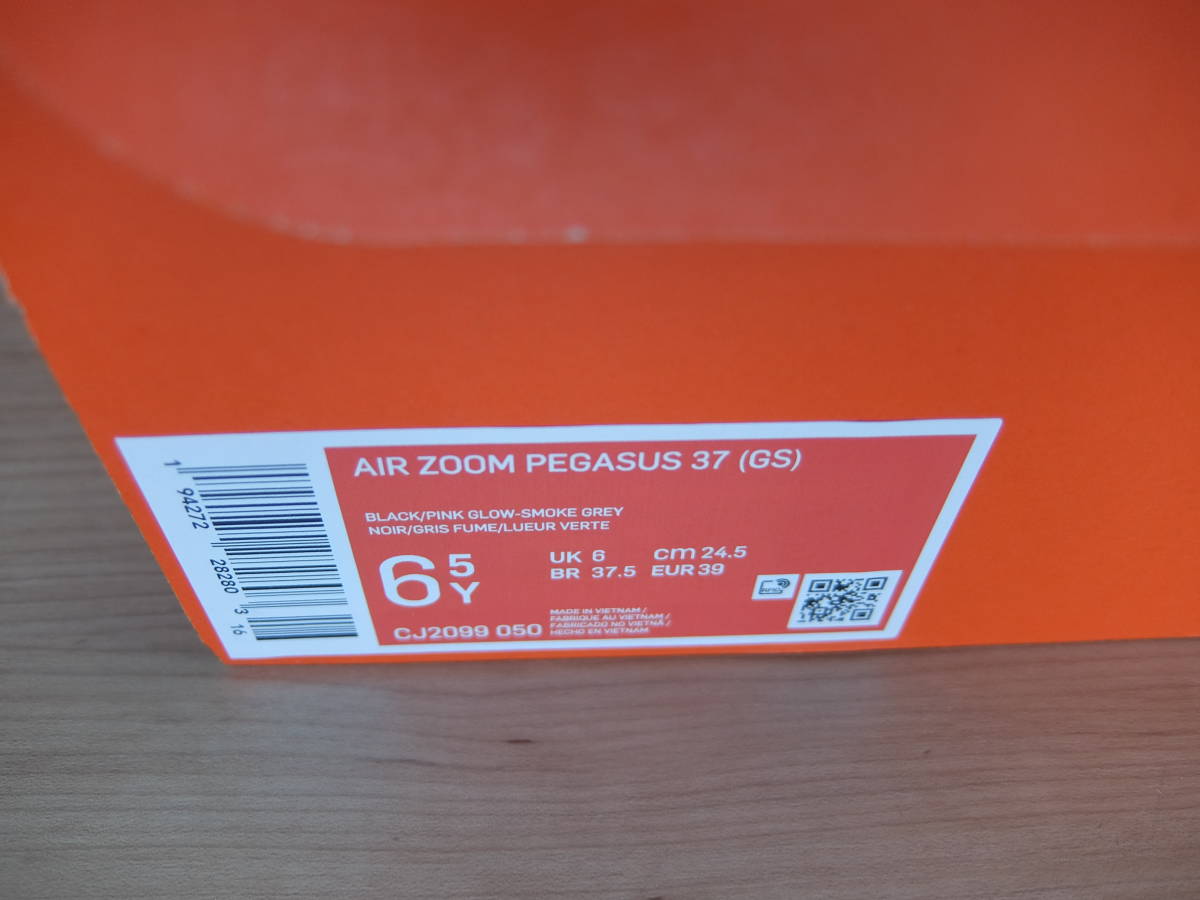 AIR ZOOM PEGASUS 37 (GS)
BLACK/PINK GLOW-SMOKE GREY
NOIR/GRIS FUME/LUEUR VERTE
6 5 Y
UK 6 cm 24.5
BR 37.5 EUR 39
CJ2099 050
MADE IN VIETNAM /
FABRIQUE AU VIETNAM /
FABRICADO NO VIETNÃ /
HECHO EN VIETNAM
1 94272 28280 3 16